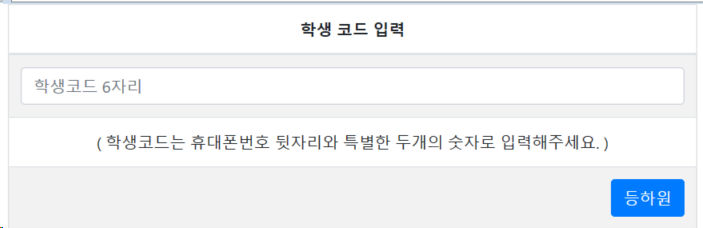 학생 코드 입력
학생코드 6자리
( 학생코드는 휴대폰번호 뒷자리와 특별한 두개의 숫자로 입력해주세요. )
등하원